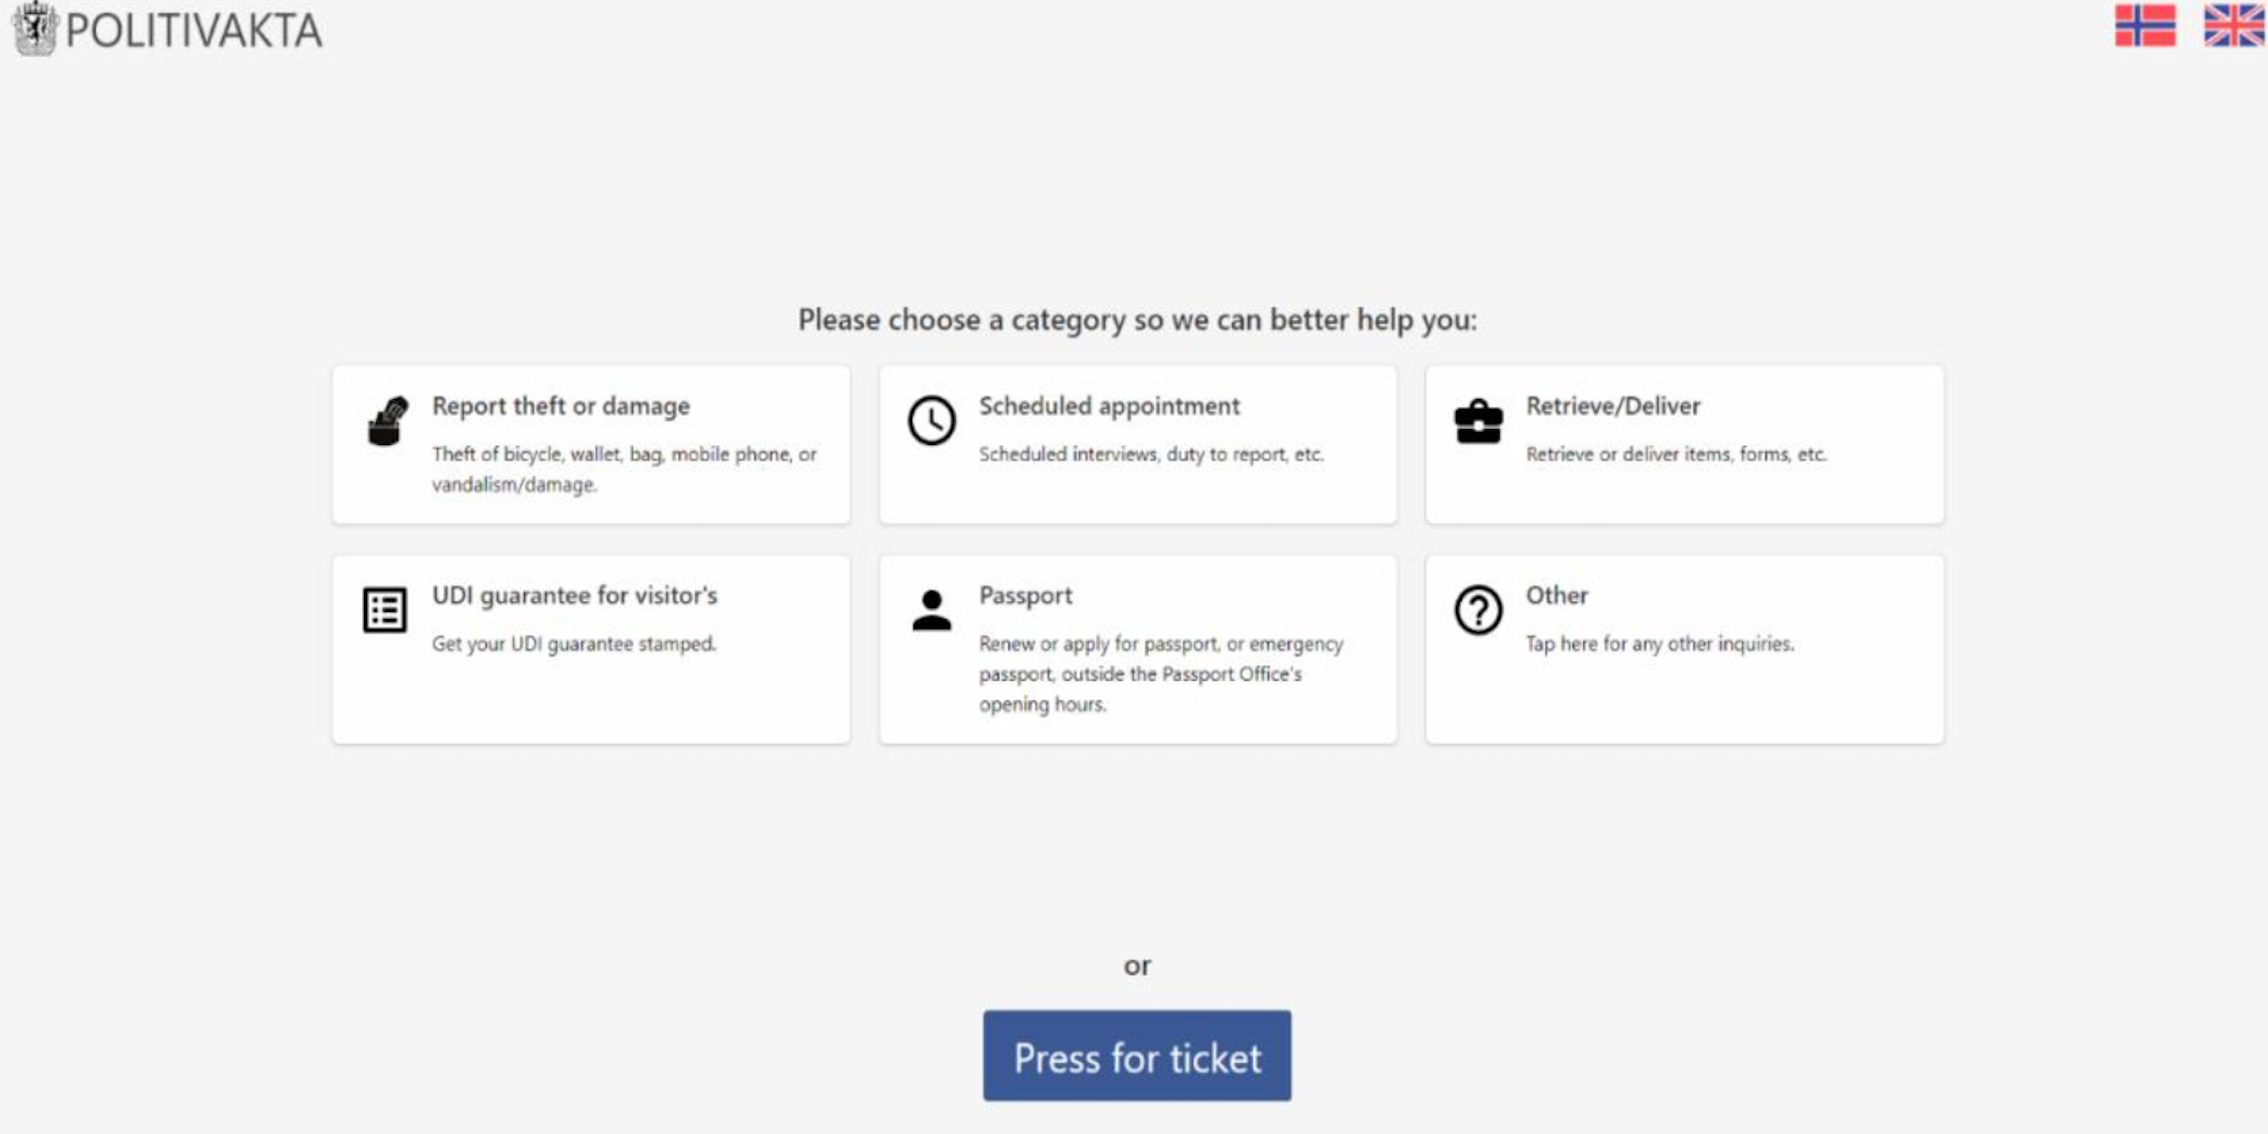 POLITIVAKTA
Please choose a category so we can better help you:
Report theft or damage
Theft of bicycle, wallet, bag, mobile phone, or
vandalism/damage.
Scheduled appointment
Scheduled interviews, duty to report, etc.
Retrieve/Deliver
Retrieve or deliver items, forms, etc.
UDI guarantee for visitor's
Get your UDI guarantee stamped.
Passport
Renew or apply for passport, or emergency
passport, outside the Passport Office's
opening hours.
Other
Tap here for any other inquiries.
or
Press for ticket